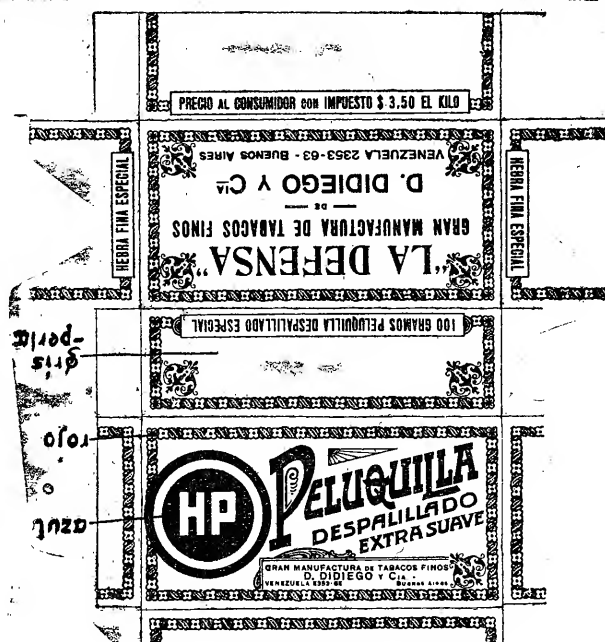 PRECIO AL CONSUMIDOR CON IMPUESTO $ 3.50 EL KILO
HEBRA FINA ESPECIAL
"LA DEFENSA"
GRAN MANUFACTURA DE TABACOS FINOS
DE
D. DIDIEGO Y CIA
VENEZUELA 2353-63 - BUENOS AIRES
HEBRA FINA ESPECIAL
100 GRAMOS PELUQUILLA DESPALILLADO ESPECIAL
gris
-perla
rojo
azul
HP
PELUQUILLA
DESPALILLADO
EXTRA SUAVE
GRAN MANUFACTURA DE TABACOS FINOS
D. DIDIEGO Y CIA.
VENEZUELA 2353-63 BUENOS AIRES